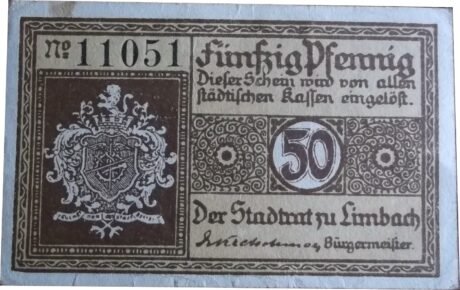 No: 11051
Fünfzig Pfennig
Dieser Schein wird von allen
städtischen Kassen eingelöst.
50
Der Stadtrat zu Limbach
Bürgermeister.